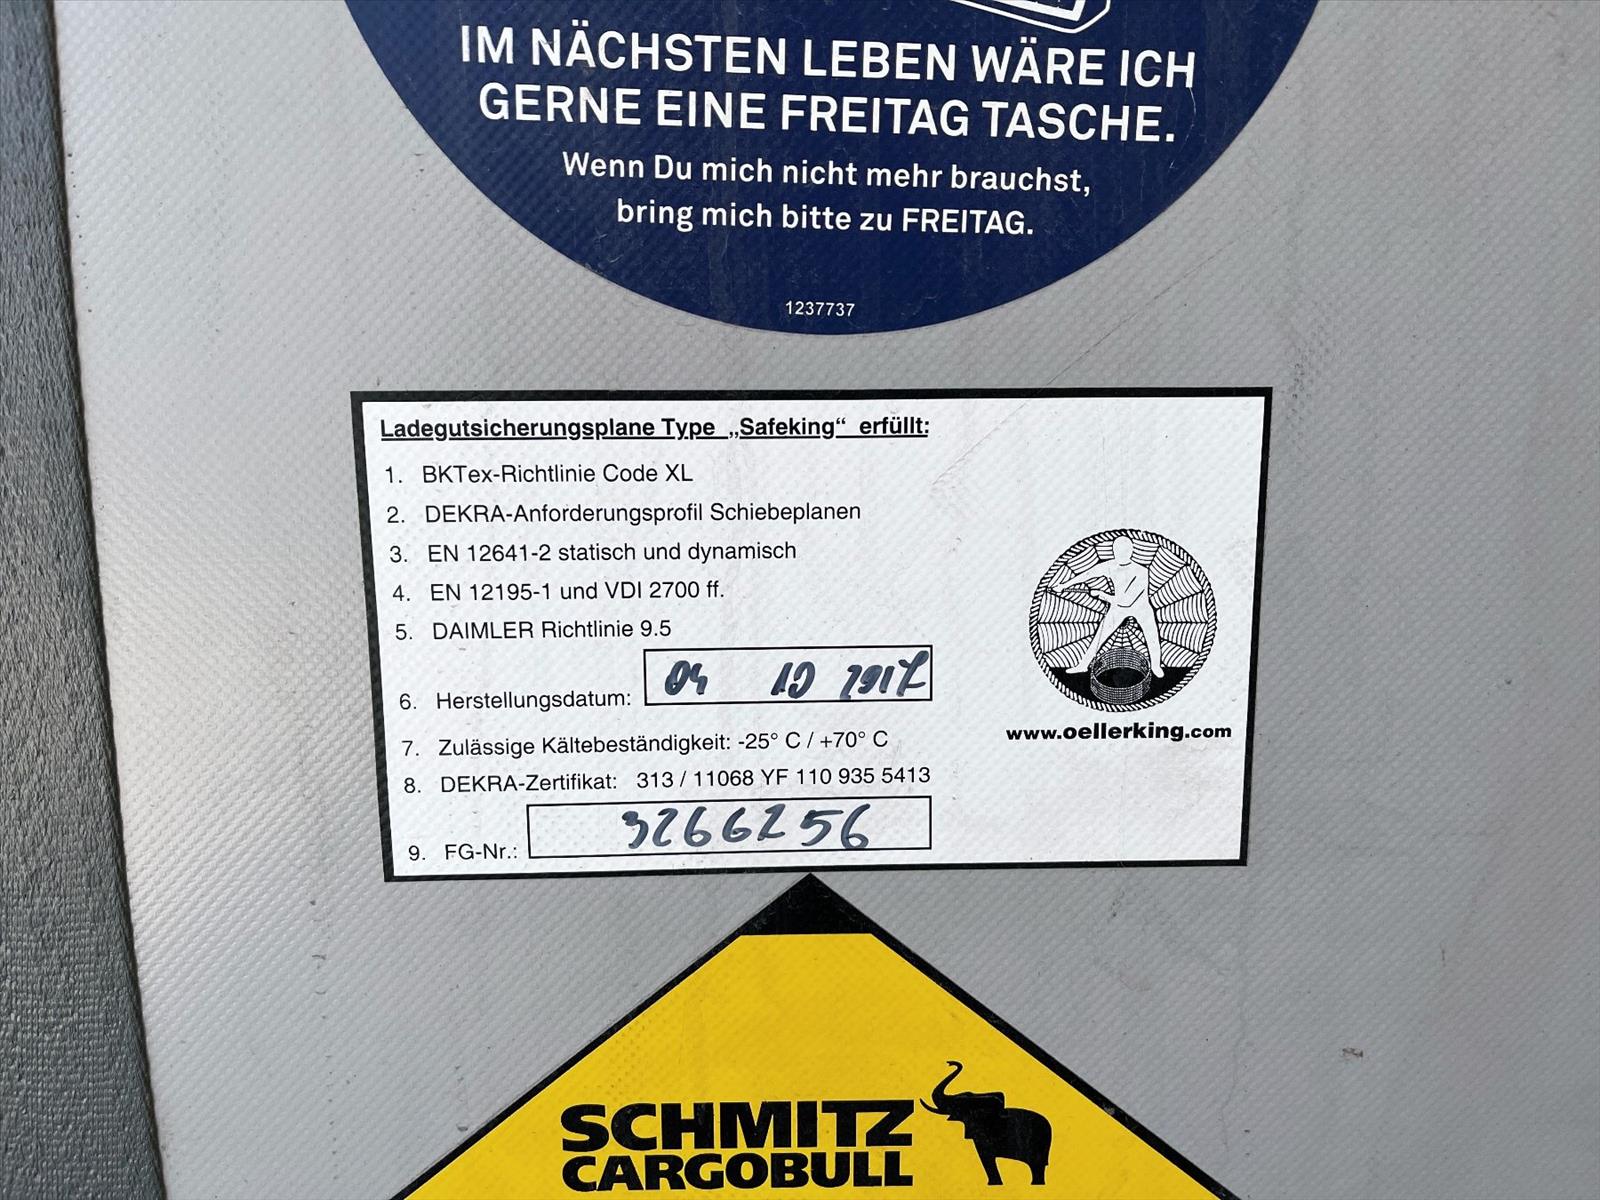 IM NÄCHSTEN LEBEN WÄRE ICH
GERNE EINE FREITAG TASCHE.
Wenn Du mich nicht mehr brauchst,
bring mich bitte zu FREITAG.
1237737
Ladegutsicherungsplane Type „Safeking“ erfüllt:
1. BKTex-Richtlinie Code XL
2. DEKRA-Anforderungsprofil Schiebeplanen
3. EN 12641-2 statisch und dynamisch
4. EN 12195-1 und VDI 2700 ff.
5. DAIMLER Richtlinie 9.5
6. Herstellungsdatum: 04 10 2017
7. Zulässige Kältebeständigkeit: -25° C / +70° C
8. DEKRA-Zertifikat: 313 / 11068 YF 110 935 5413
9. FG-Nr.: 3266256
www.oellerking.com
SCHMITZ
CARGOBULL